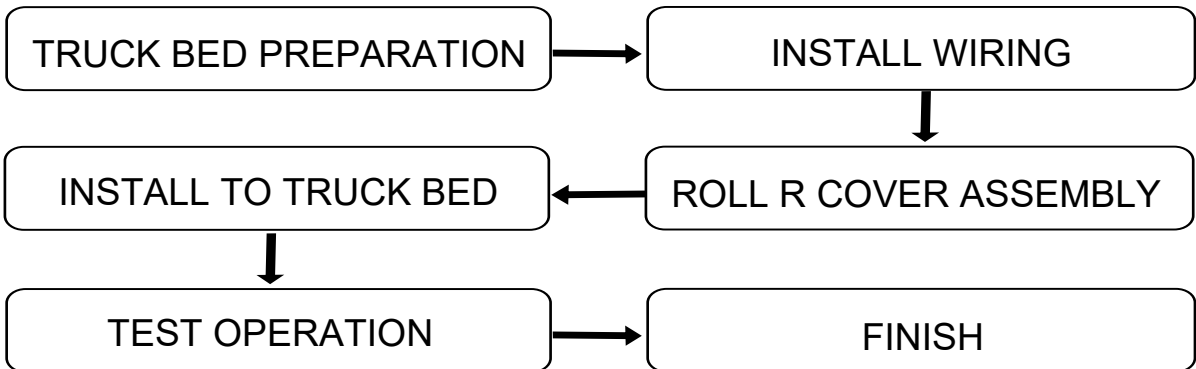 TRUCK BED PREPARATION
INSTALL WIRING
ROLL R COVER ASSEMBLY
INSTALL TO TRUCK BED
TEST OPERATION
FINISH